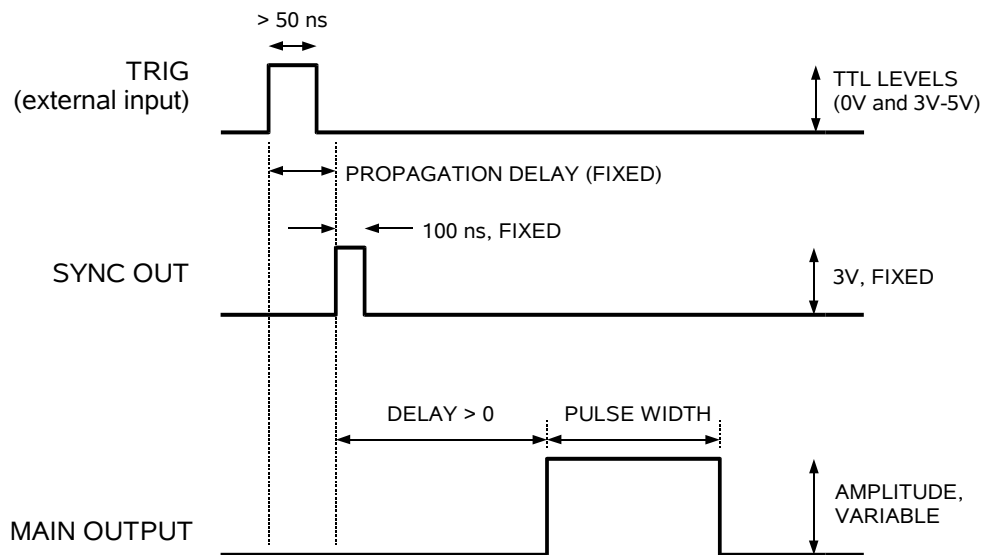 > 50 ns
TRIG
(external input)
TTL LEVELS
(0V and 3V-5V)
PROPAGATION DELAY (FIXED)
100 ns, FIXED
SYNC OUT
3V, FIXED
DELAY > 0
PULSE WIDTH
AMPLITUDE,
VARIABLE
MAIN OUTPUT